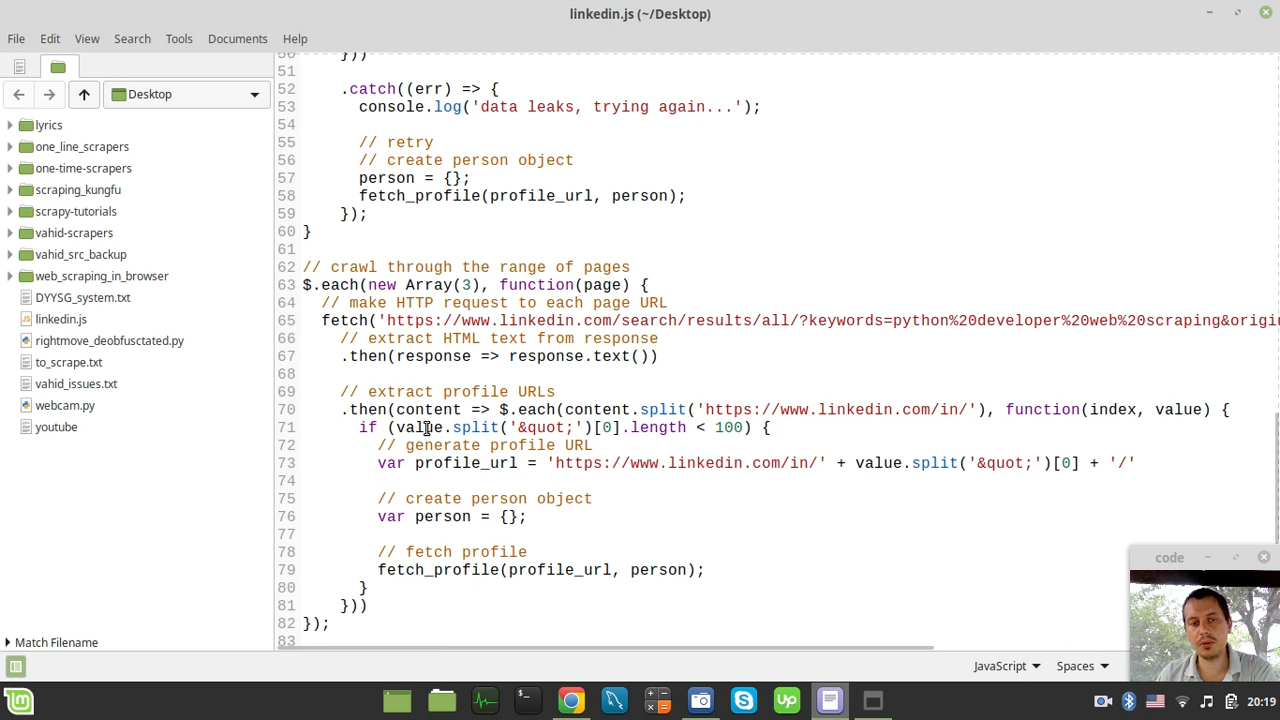 linkedin.js (~/Desktop)
File Edit View Search Tools Documents Help
Desktop
lyrics
one_line_scrapers
one-time-scrapers
scraping_kungfu
scrapy-tutorials
vahid-scrapers
vahid_src_backup
web_scraping_in_browser
DYYSG_system.txt
linkedin.js
rightmove_deobfusctated.py
to_scrape.txt
vahid_issues.txt
webcam.py
youtube
Match Filename
50 }))
51
52 .catch((err) => {
53 console.log('data leaks, trying again...');
54
55 // retry
56 // create person object
57 person = {};
58 fetch_profile(profile_url, person);
59 });
60 }
61
62 // crawl through the range of pages
63 $.each(new Array(3), function(page) {
64 // make HTTP request to each page URL
65 fetch('https://www.linkedin.com/search/results/all/?keywords=python%20developer%20web%20scraping&origi
66 // extract HTML text from response
67 .then(response => response.text())
68
69 // extract profile URLs
70 .then(content => $.each(content.split('https://www.linkedin.com/in/'), function(index, value) {
71 if (value.split('&quot;')[0].length < 100) {
72 // generate profile URL
73 var profile_url = 'https://www.linkedin.com/in/' + value.split('&quot;')[0] + '/'
74
75 // create person object
76 var person = {};
77
78 // fetch profile
79 fetch_profile(profile_url, person);
80 }
81 }))
82 });
83
code
JavaScript Spaces
20:19